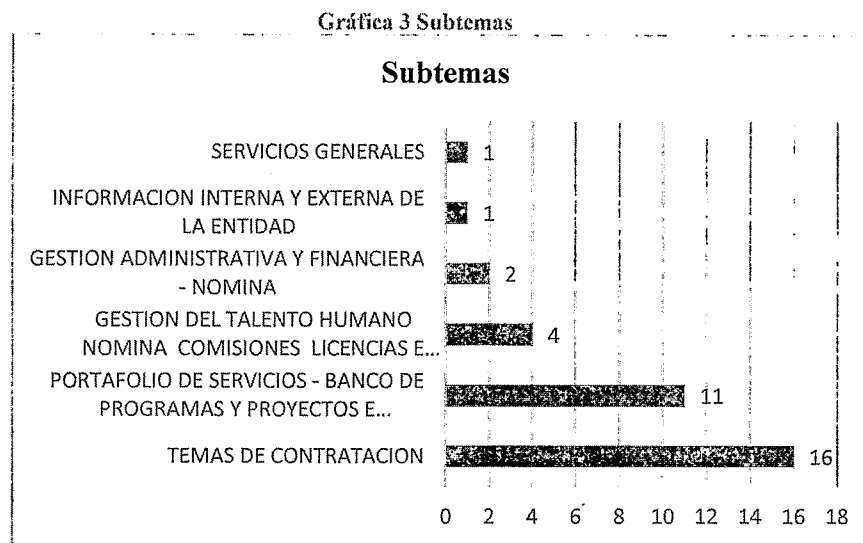 Gráfica 3 Subtemas
Subtemas
SERVICIOS GENERALES 1
INFORMACION INTERNA Y EXTERNA DE
LA ENTIDAD 1
GESTION ADMINISTRATIVA Y FINANCIERA
- NOMINA 2
GESTION DEL TALENTO HUMANO
NOMINA COMISIONES LICENCIAS E... 4
PORTAFOLIO DE SERVICIOS - BANCO DE
PROGRAMAS Y PROYECTOS E... 11
TEMAS DE CONTRATACION 16
0 2 4 6 8 10 12 14 16 18